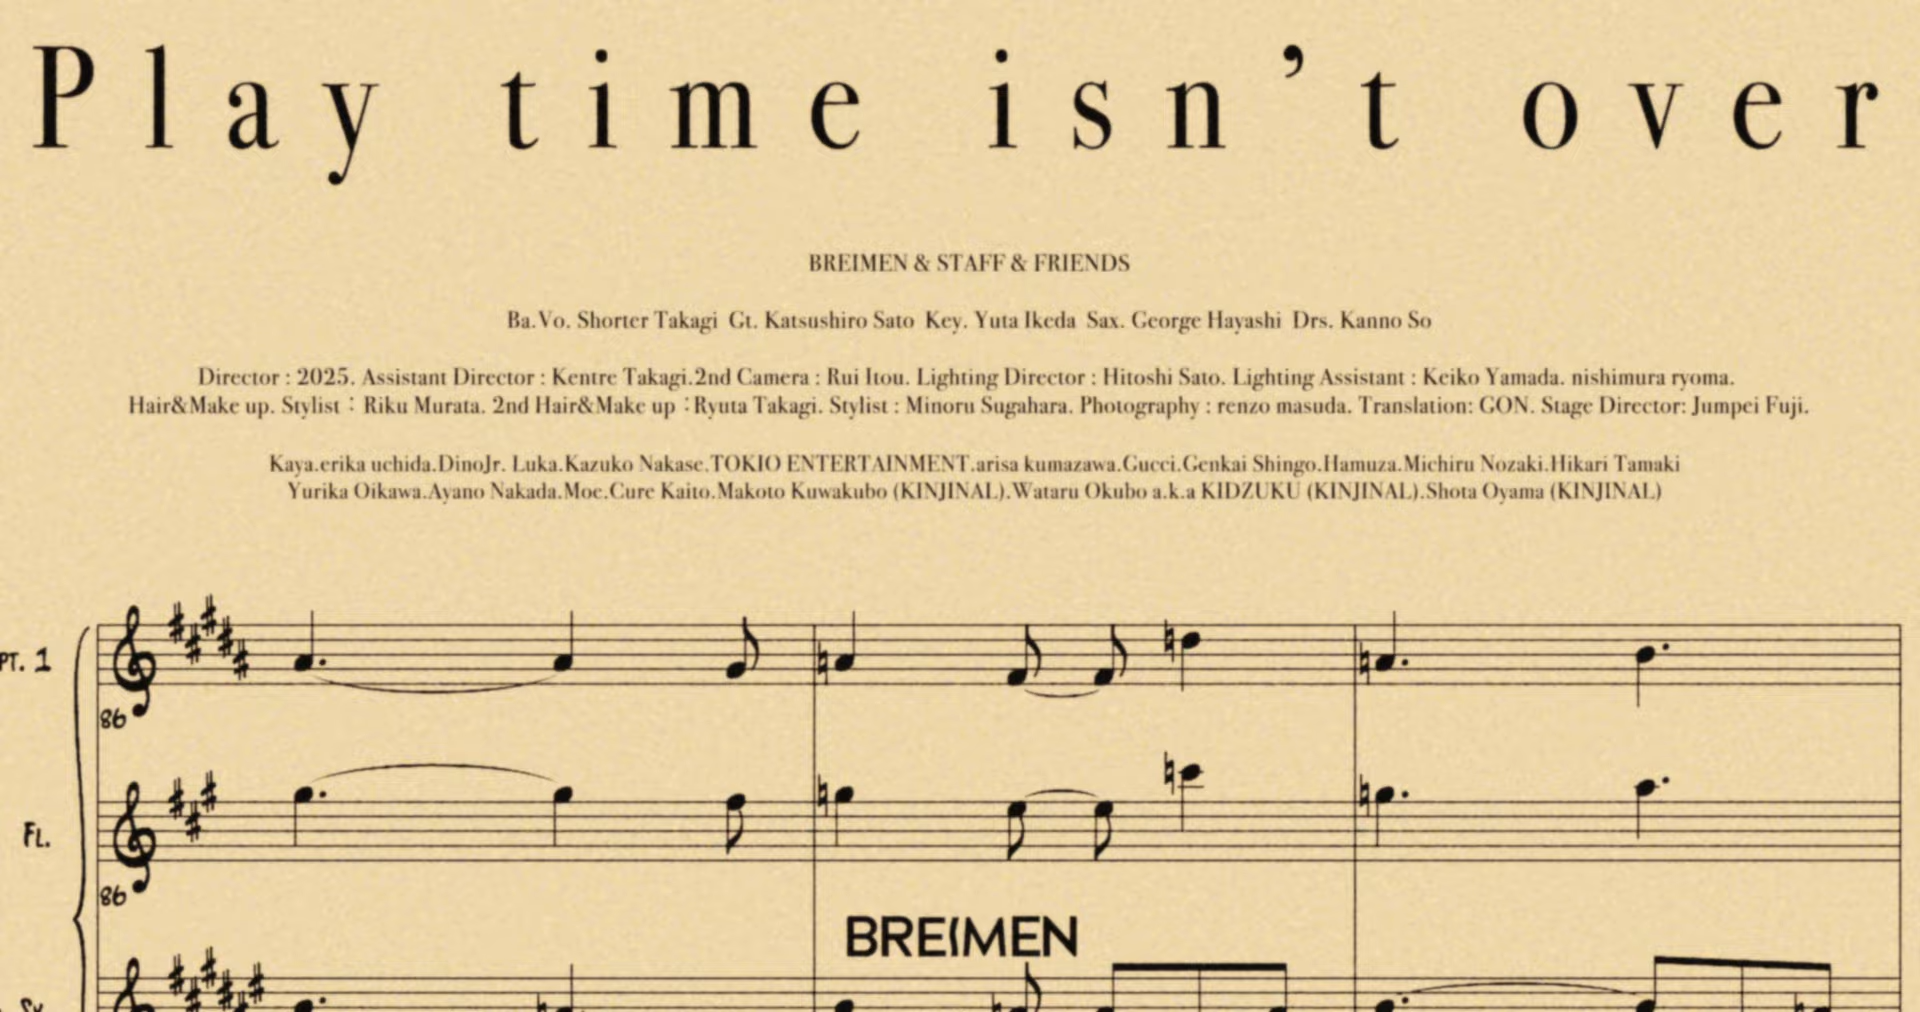 Play time isn’t over
BREIMEN & STAFF & FRIENDS
Ba.Vo. Shorter Takagi Gt. Katsushiro Sato Key. Yuta Ikeda Sax. George Hayashi Drs. Kanno So
Director : 2025. Assistant Director : Kentre Takagi.2nd Camera : Rui Itou. Lighting Director : Hitoshi Sato. Lighting Assistant : Keiko Yamada. nishimura ryoma.
Hair&Make up. Stylist : Riku Murata. 2nd Hair&Make up :Ryuta Takagi. Stylist : Minoru Sugahara. Photography : renzo masuda. Translation: GON. Stage Director: Jumpei Fuji.
Kaya.erika uchida.DinoJr. Luka.Kazuko Nakase.TOKIO ENTERTAINMENT.arisa kumazawa.Gucci.Genkai Shingo.Hamuza.Michiru Nozaki.Hikari Tamaki
Yurika Oikawa.Ayano Nakada.Moe.Cure Kaito.Makoto Kuwakubo (KINJINAL).Wataru Okubo a.k.a KIDZUKU (KINJINAL).Shota Oyama (KINJINAL)
PT. 1
86
FL.
86
BREIMEN